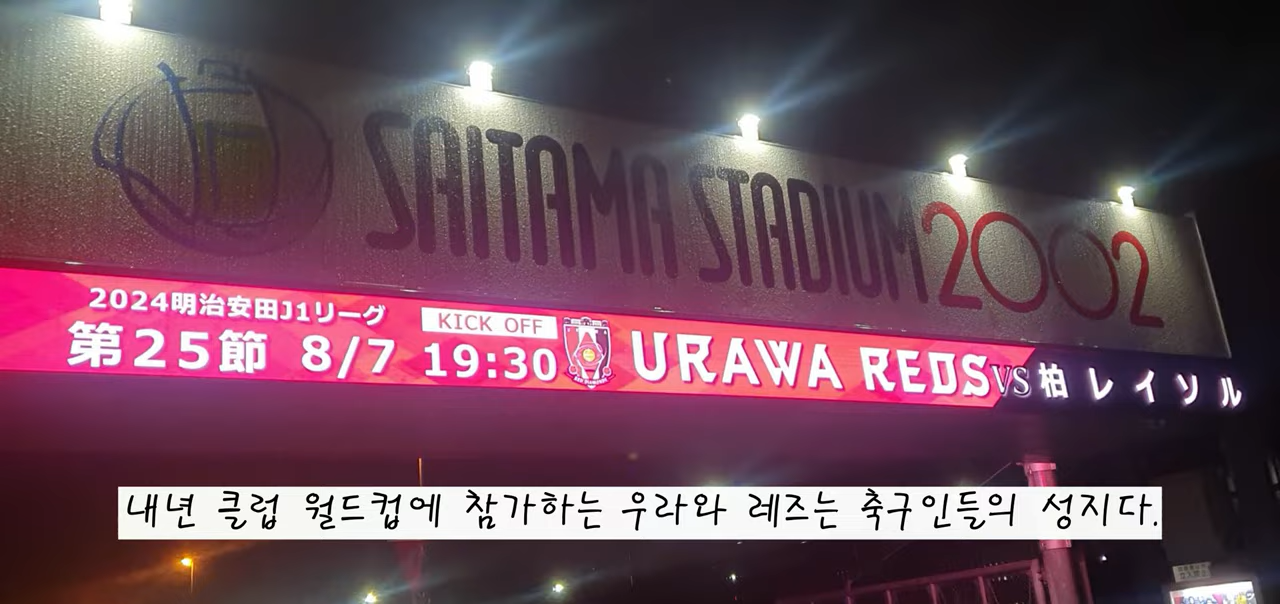 SAITAMA STADIUM 2002
2024明治安田J1リーグ
第25節 8/7 KICK OFF 19:30 URAWA REDS VS 柏レイソル
내년 클럽 월드컵에 참가하는 우라와 레즈는 축구인들의 성지다.